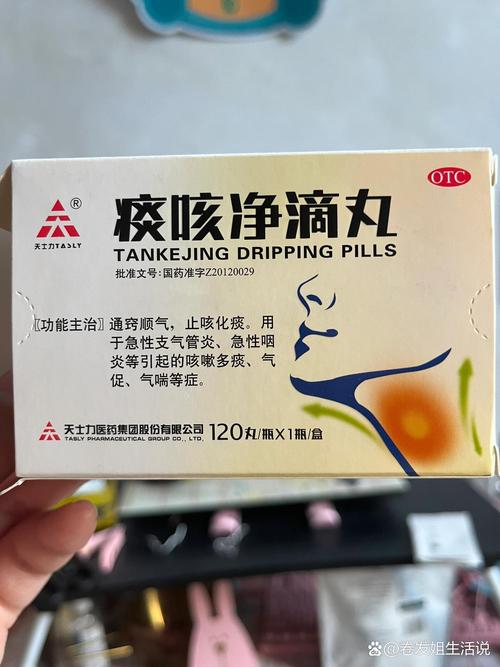 OTC
痰咳净滴丸
天士力TASLY
®
TANKEJING DRIPPING PILLS
批准文号:国药准字Z20120029
〖功能主治〗通窍顺气,止咳化痰。用
于急性支气管炎、急性咽
炎等引起的咳嗽多痰、气
促、气喘等症。
天士力医药集团股份有限公司
TASLY PHARMACEUTICAL GROUP CO., LTD.
120丸/瓶X1瓶/盒
百家号/卷发姐生活说